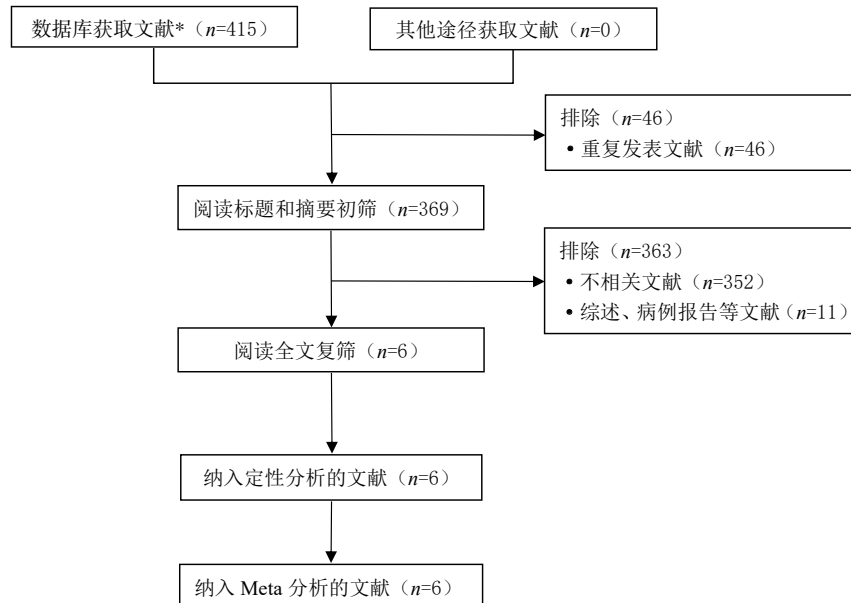 数据库获取文献*（n=415）
其他途径获取文献（n=0）
排除（n=46）
• 重复发表文献（n=46）
阅读标题和摘要初筛（n=369）
排除（n=363）
• 不相关文献（n=352）
• 综述、病例报告等文献（n=11）
阅读全文复筛（n=6）
纳入定性分析的文献（n=6）
纳入 Meta 分析的文献（n=6）